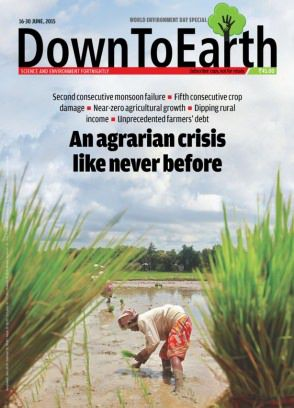 16-30 JUNE, 2015
WORLD ENVIRONMENT DAY SPECIAL
DownToEarth
SCIENCE AND ENVIRONMENT FORTNIGHTLY
Subscriber copy, not for resale
₹45.00
Second consecutive monsoon failure ■ Fifth consecutive crop
damage ■ Near-zero agricultural growth ■ Dipping rural
income ■ Unprecedented farmers' debt
An agrarian crisis
like never before